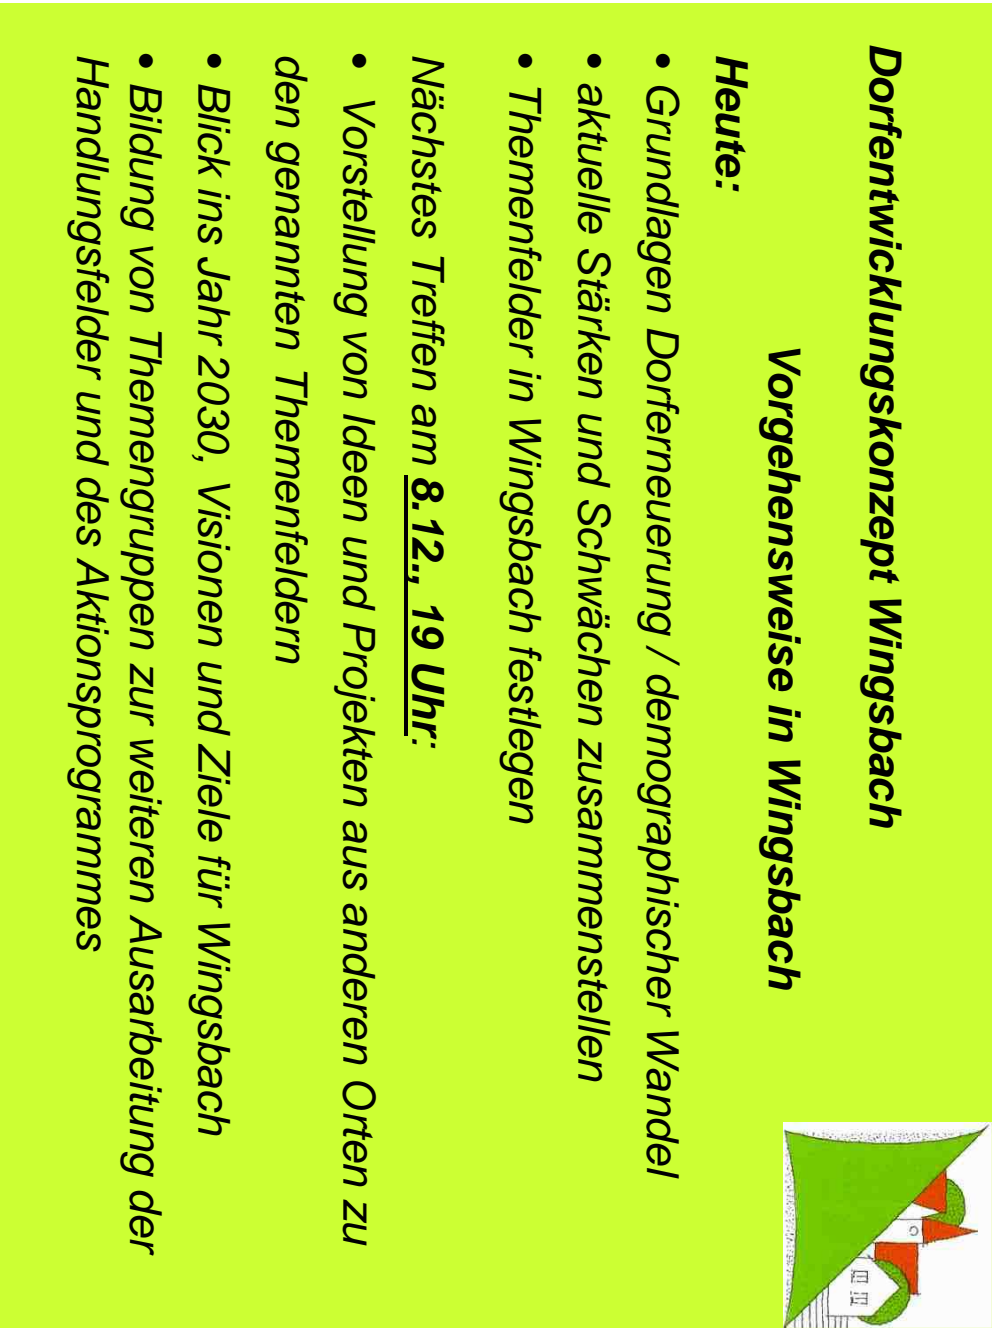 Dorfentwicklungskonzept Wingsbach
Vorgehensweise in Wingsbach
Heute:
• Grundlagen Dorferneuerung / demographischer Wandel
• aktuelle Stärken und Schwächen zusammenstellen
• Themenfelder in Wingsbach festlegen
Nächstes Treffen am 8.12., 19 Uhr:
• Vorstellung von Ideen und Projekten aus anderen Orten zu
den genannten Themenfeldern
• Blick ins Jahr 2030, Visionen und Ziele für Wingsbach
• Bildung von Themengruppen zur weiteren Ausarbeitung der
Handlungsfelder und des Aktionsprogrammes